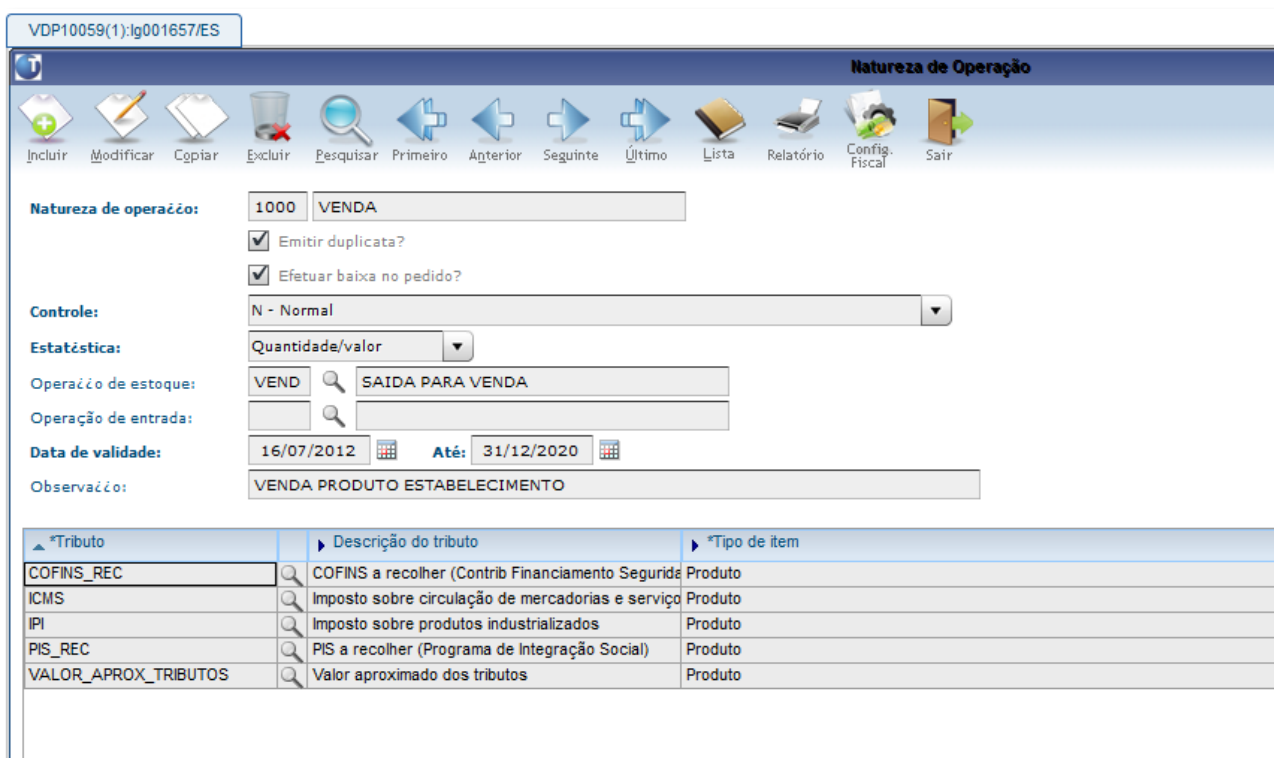 VDP10059(1):lg001657/ES
Natureza de Operação
Incluir Modificar Copiar Excluir Pesquisar Primeiro Anterior Seguinte Último Lista Relatório Config. Fiscal Sair
Natureza de operaċċo: 1000 VENDA
Emitir duplicata?
Efetuar baixa no pedido?
Controle: N - Normal
Estatċstica: Quantidade/valor
Operaċċo de estoque: VEND SAIDA PARA VENDA
Operação de entrada:
Data de validade: 16/07/2012 Até: 31/12/2020
Observaċċo: VENDA PRODUTO ESTABELECIMENTO
*Tributo Descrição do tributo *Tipo de item
COFINS_REC COFINS a recolher (Contrib Financiamento Segurida Produto
ICMS Imposto sobre circulação de mercadorias e serviço Produto
IPI Imposto sobre produtos industrializados Produto
PIS_REC PIS a recolher (Programa de Integração Social) Produto
VALOR_APROX_TRIBUTOS Valor aproximado dos tributos Produto